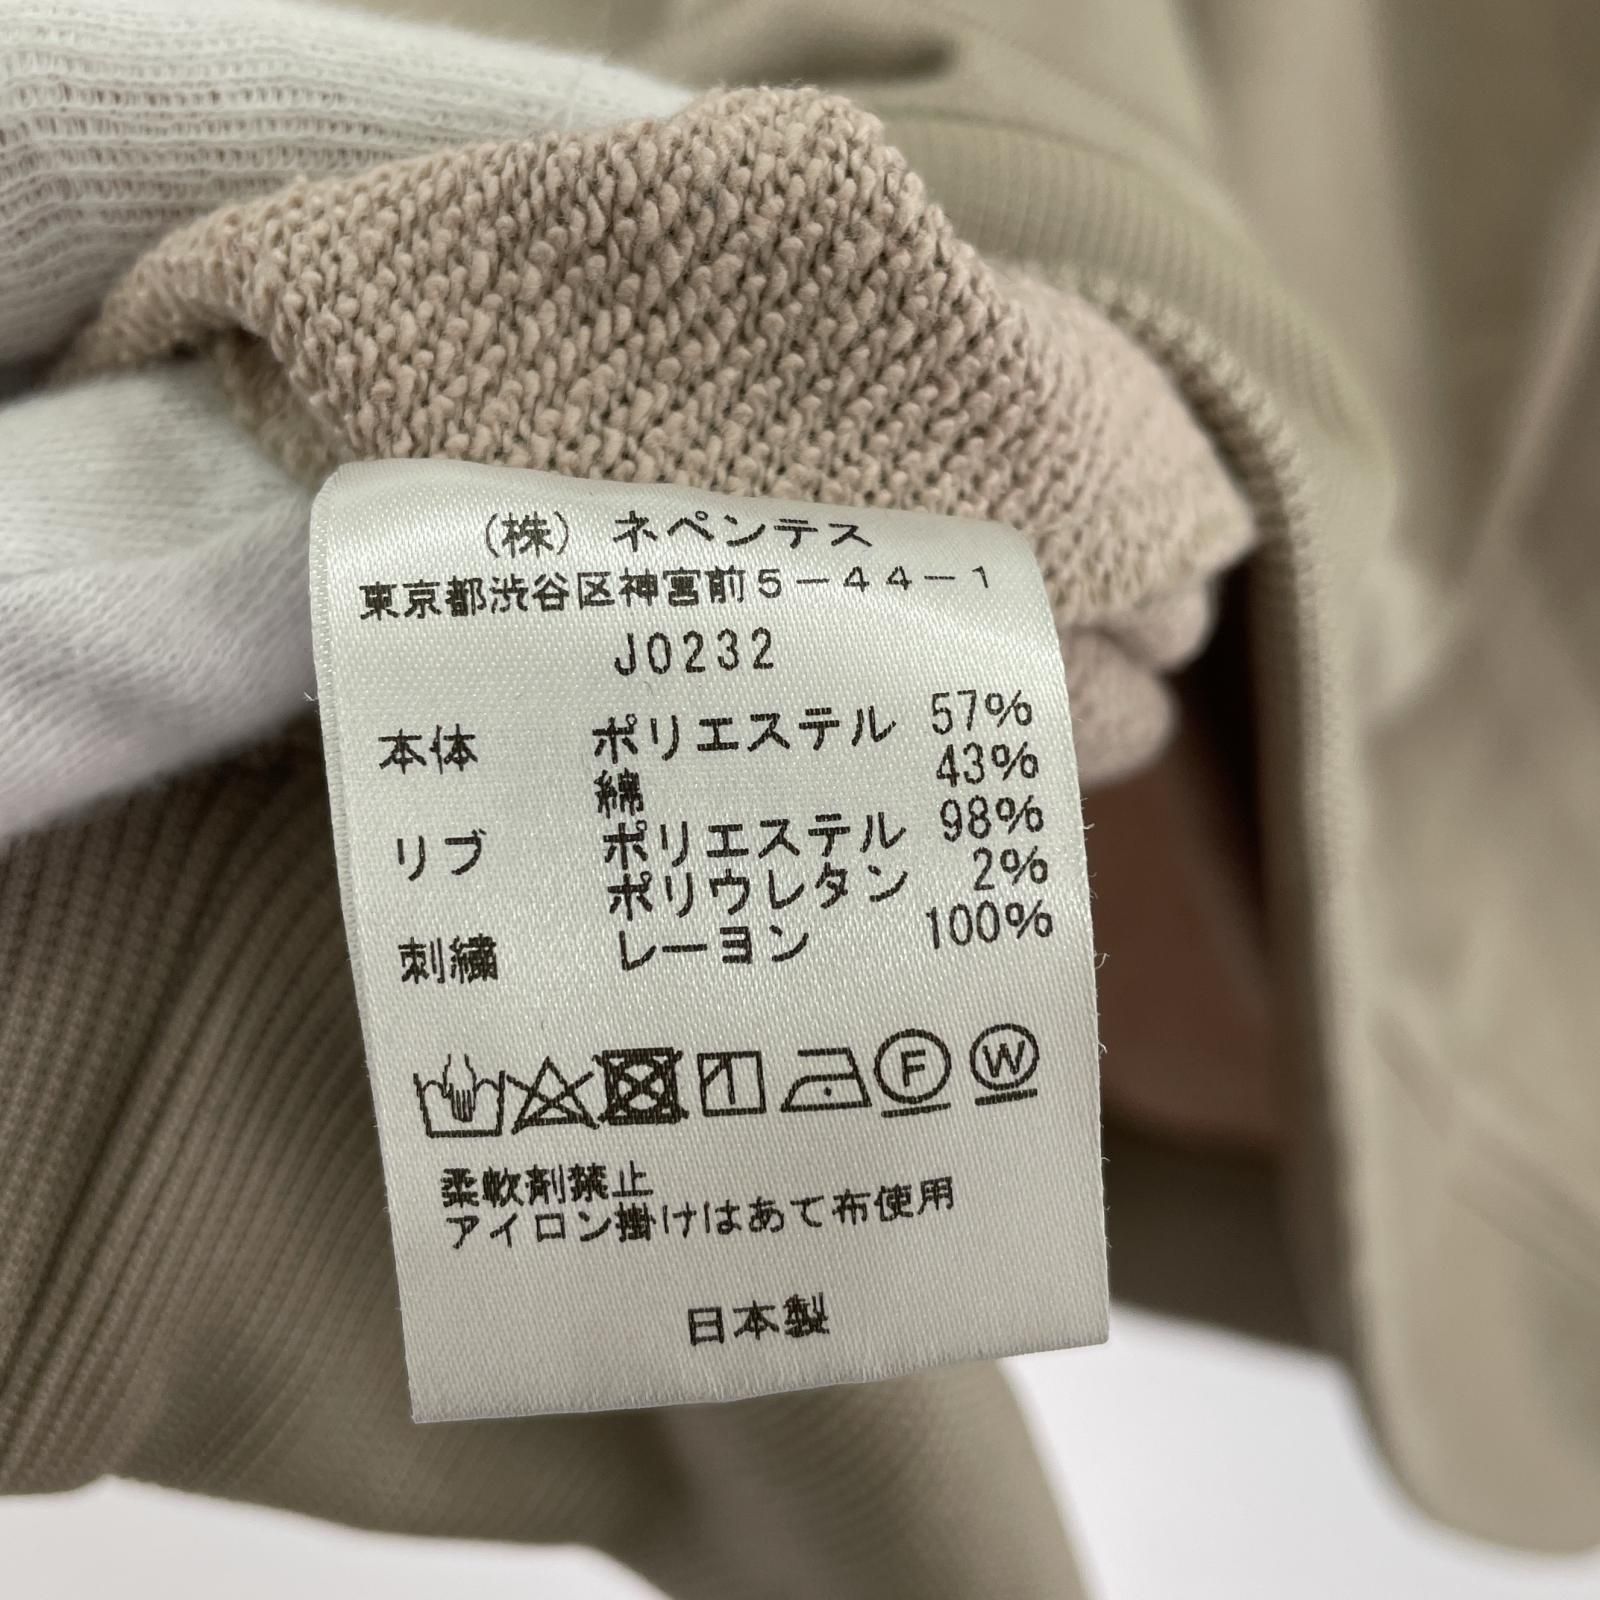 (株) ネペンテス
東京都渋谷区神宮前5-44-1
J0232
本体 ポリエステル 57%
綿 43%
リブ ポリエステル 98%
ポリウレタン 2%
刺繍 レーヨン 100%
F W
柔軟剤禁止
アイロン掛けはあて布使用
日本製